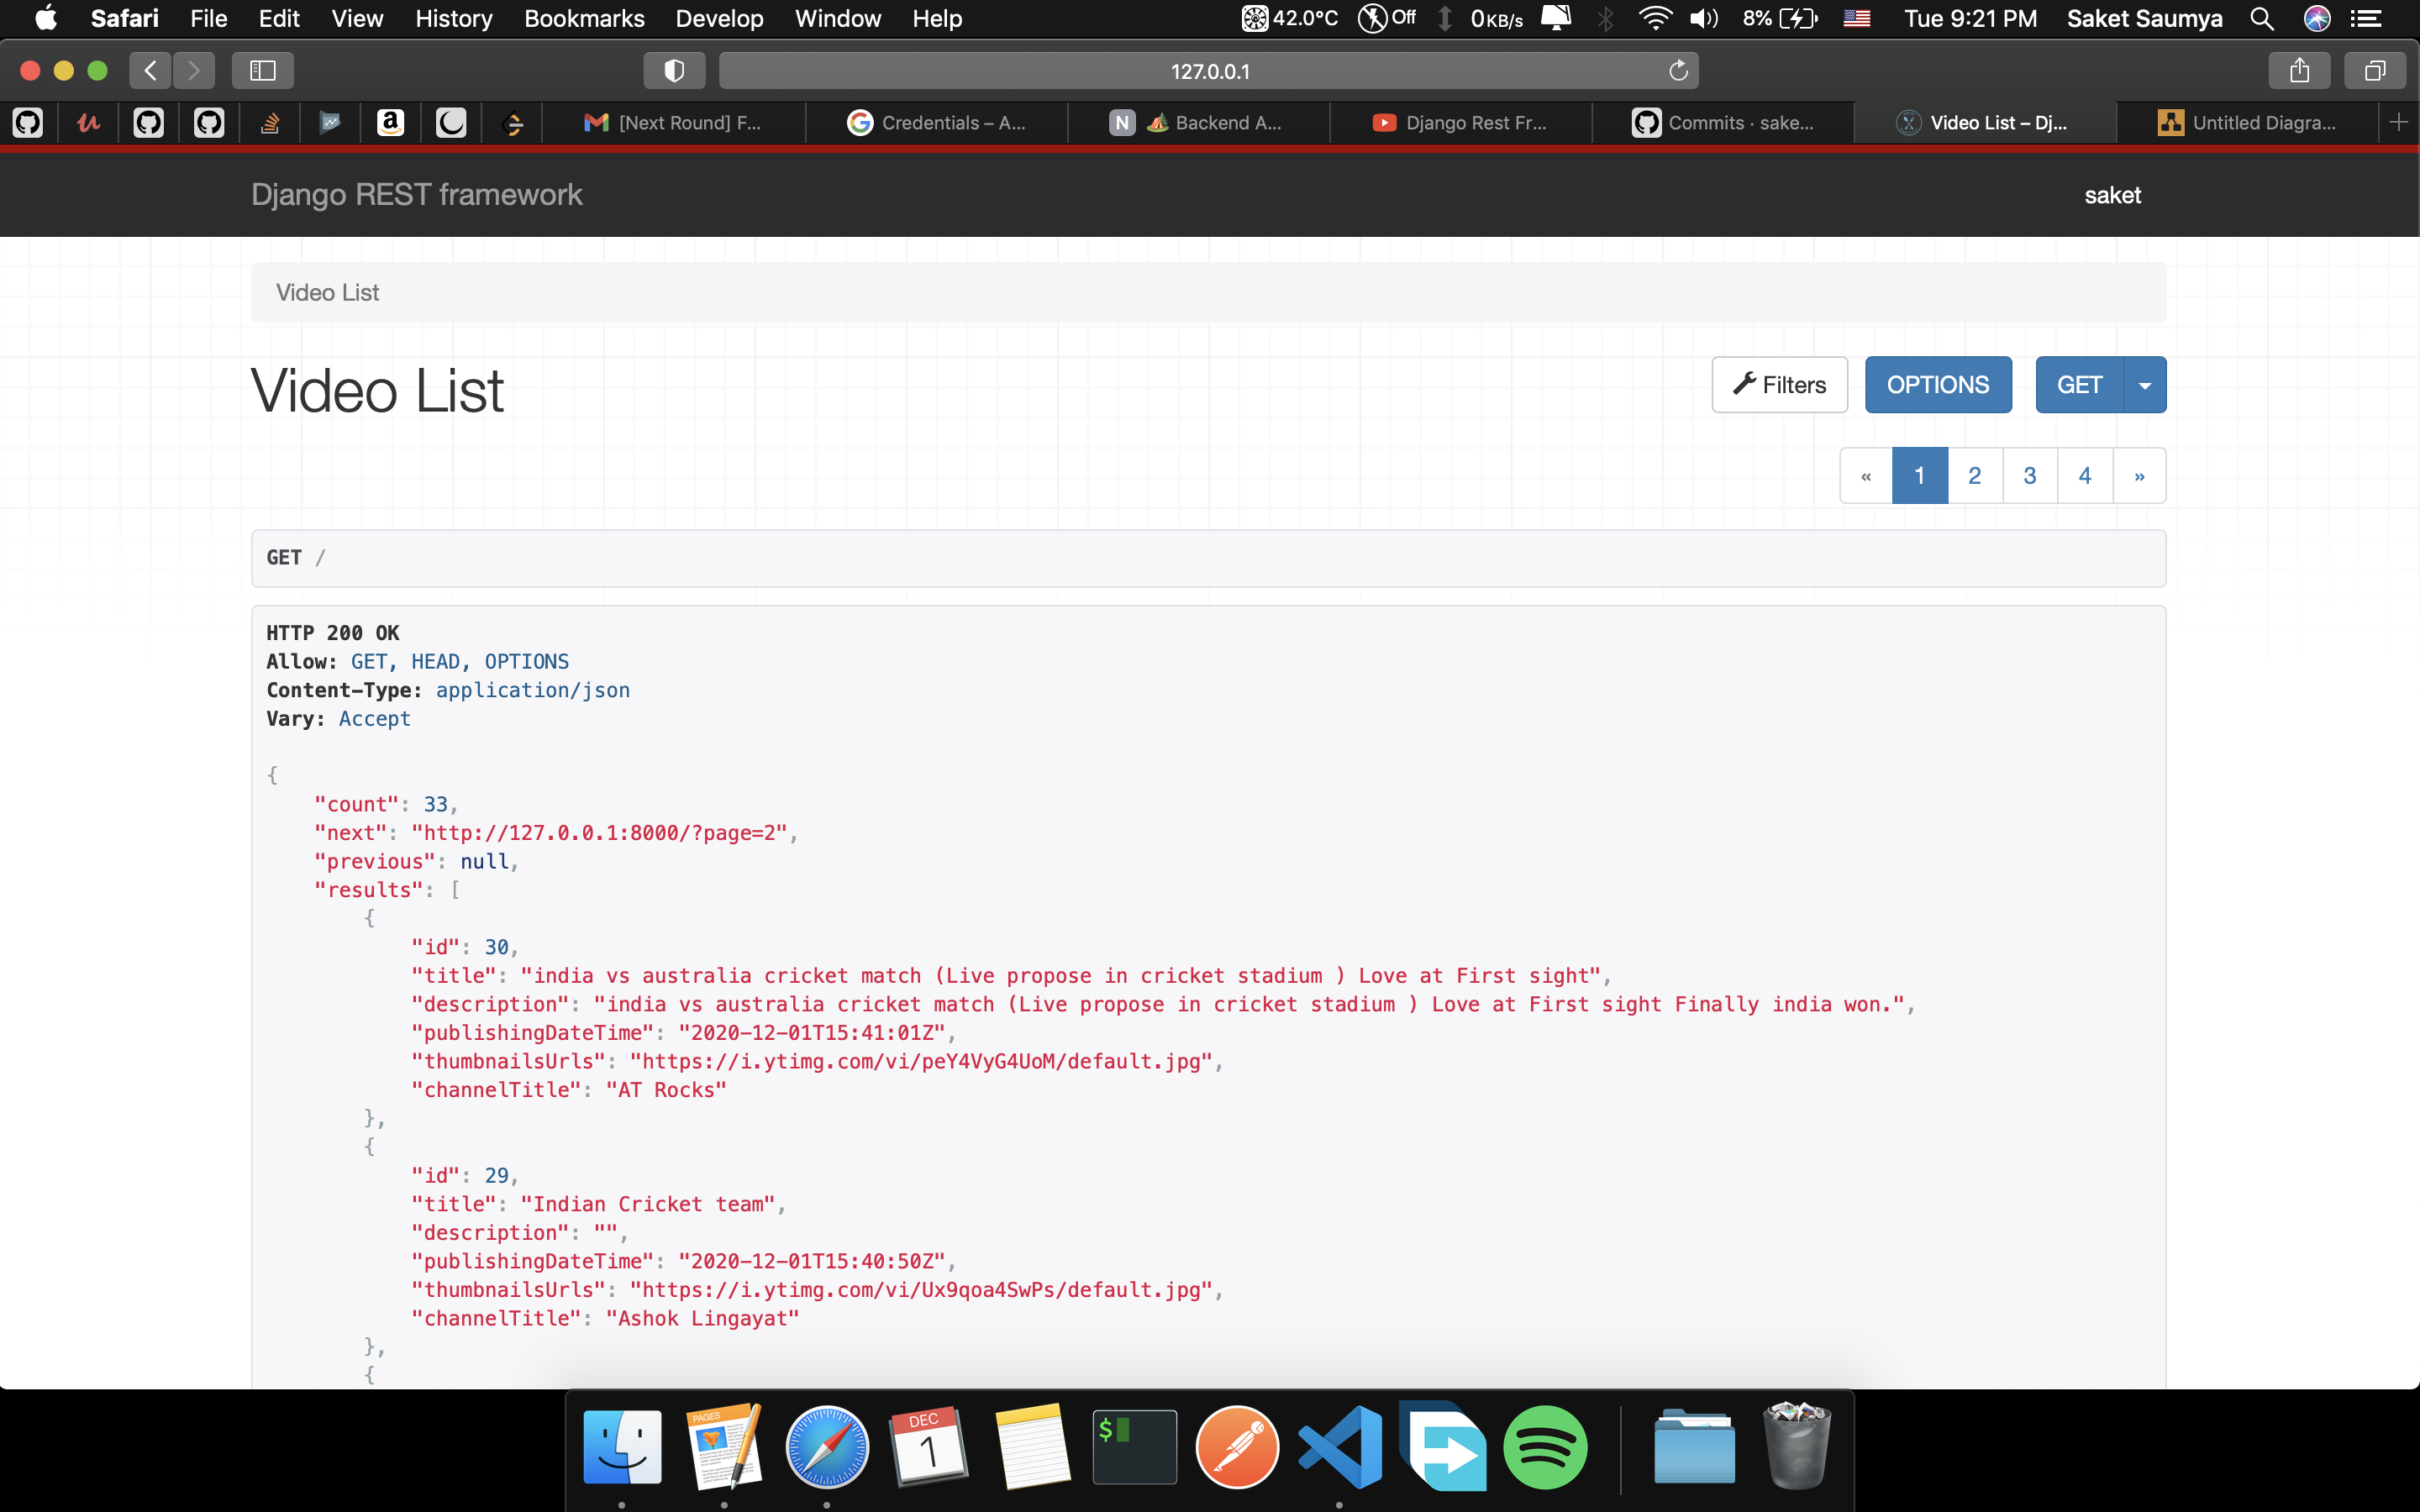 Safari File Edit View History Bookmarks Develop Window Help 42.0°C Off 0KB/s 8% Tue 9:21 PM Saket Saumya
127.0.0.1
[Next Round] F... Credentials – A... N Backend A... Django Rest Fr... Commits · sake... Video List – Dj... Untitled Diagra...
Django REST framework saket
Video List
Video List Filters OPTIONS GET
« 1 2 3 4 »
GET /
HTTP 200 OK
Allow: GET, HEAD, OPTIONS
Content-Type: application/json
Vary: Accept
{
"count": 33,
"next": "http://127.0.0.1:8000/?page=2",
"previous": null,
"results": [
{
"id": 30,
"title": "india vs australia cricket match (Live propose in cricket stadium ) Love at First sight",
"description": "india vs australia cricket match (Live propose in cricket stadium ) Love at First sight Finally india won.",
"publishingDateTime": "2020-12-01T15:41:01Z",
"thumbnailsUrls": "https://i.ytimg.com/vi/peY4VyG4UoM/default.jpg",
"channelTitle": "AT Rocks"
},
{
"id": 29,
"title": "Indian Cricket team",
"description": "",
"publishingDateTime": "2020-12-01T15:40:50Z",
"thumbnailsUrls": "https://i.ytimg.com/vi/Ux9qoa4SwPs/default.jpg",
"channelTitle": "Ashok Lingayat"
},
{
PAGES DEC
1 $